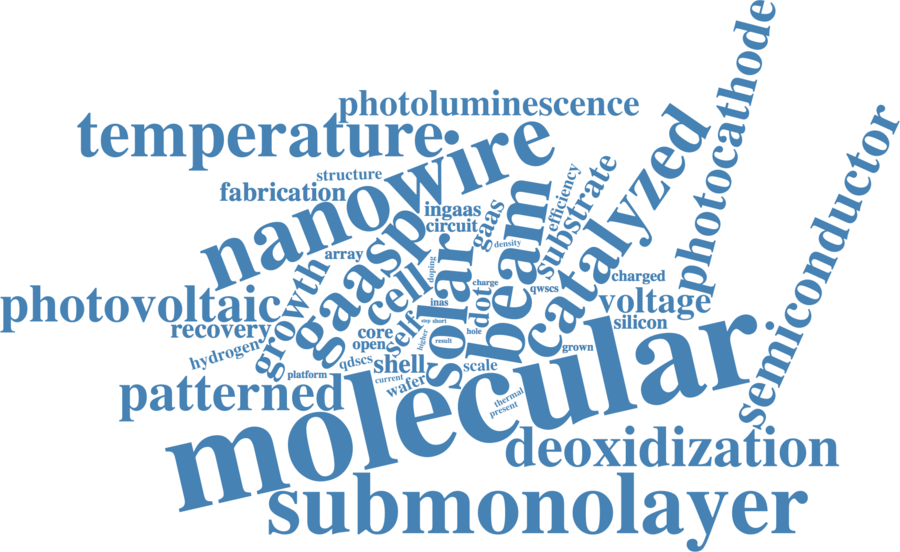 photocathode
photoluminescence
temperature
nanowire
catalyzed
semiconductor
structure
fabrication
efficiency
substrate
ingaas
gaas
circuit
beam
density
array
gaasp
solar
doping
growth
cell
charge
qwscs
charged
photovoltaic
inas
dot
voltage
recovery
core
self
step short
hole
silicon
open
higher
result
grown
hydrogen
qdscs
shell
scale
platform
current
wafer
patterned
molecular
thermal
present
deoxidization
submonolayer